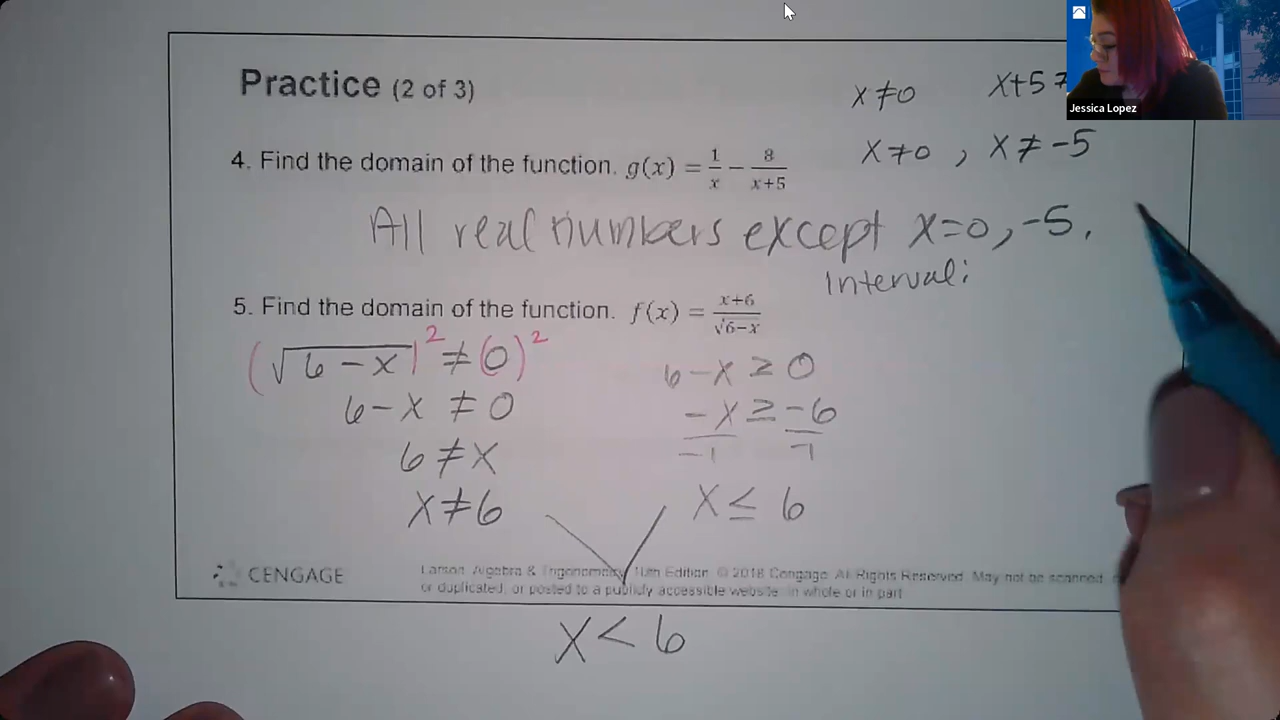 Practice (2 of 3)
x≠0
x+5≠
Jessica Lopez
4. Find the domain of the function. g(x) = 1/x − 8/(x+5)
x≠0 , x≠-5
All real numbers except x=0,-5.
Interval:
5. Find the domain of the function. f(x) = (x+6)/√(6−x)
(√(6-x))² ≠ (0)²
6-x ≥ 0
6-x ≠ 0
-x ≥ -6
-1 -1
6≠x
x≠6
x ≤ 6
CENGAGE
Larson, Algebra & Trigonometry, 10th Edition. © 2018 Cengage. All Rights Reserved. May not be scanned,
or duplicated, or posted to a publicly accessible website, in whole or in part.
x<6